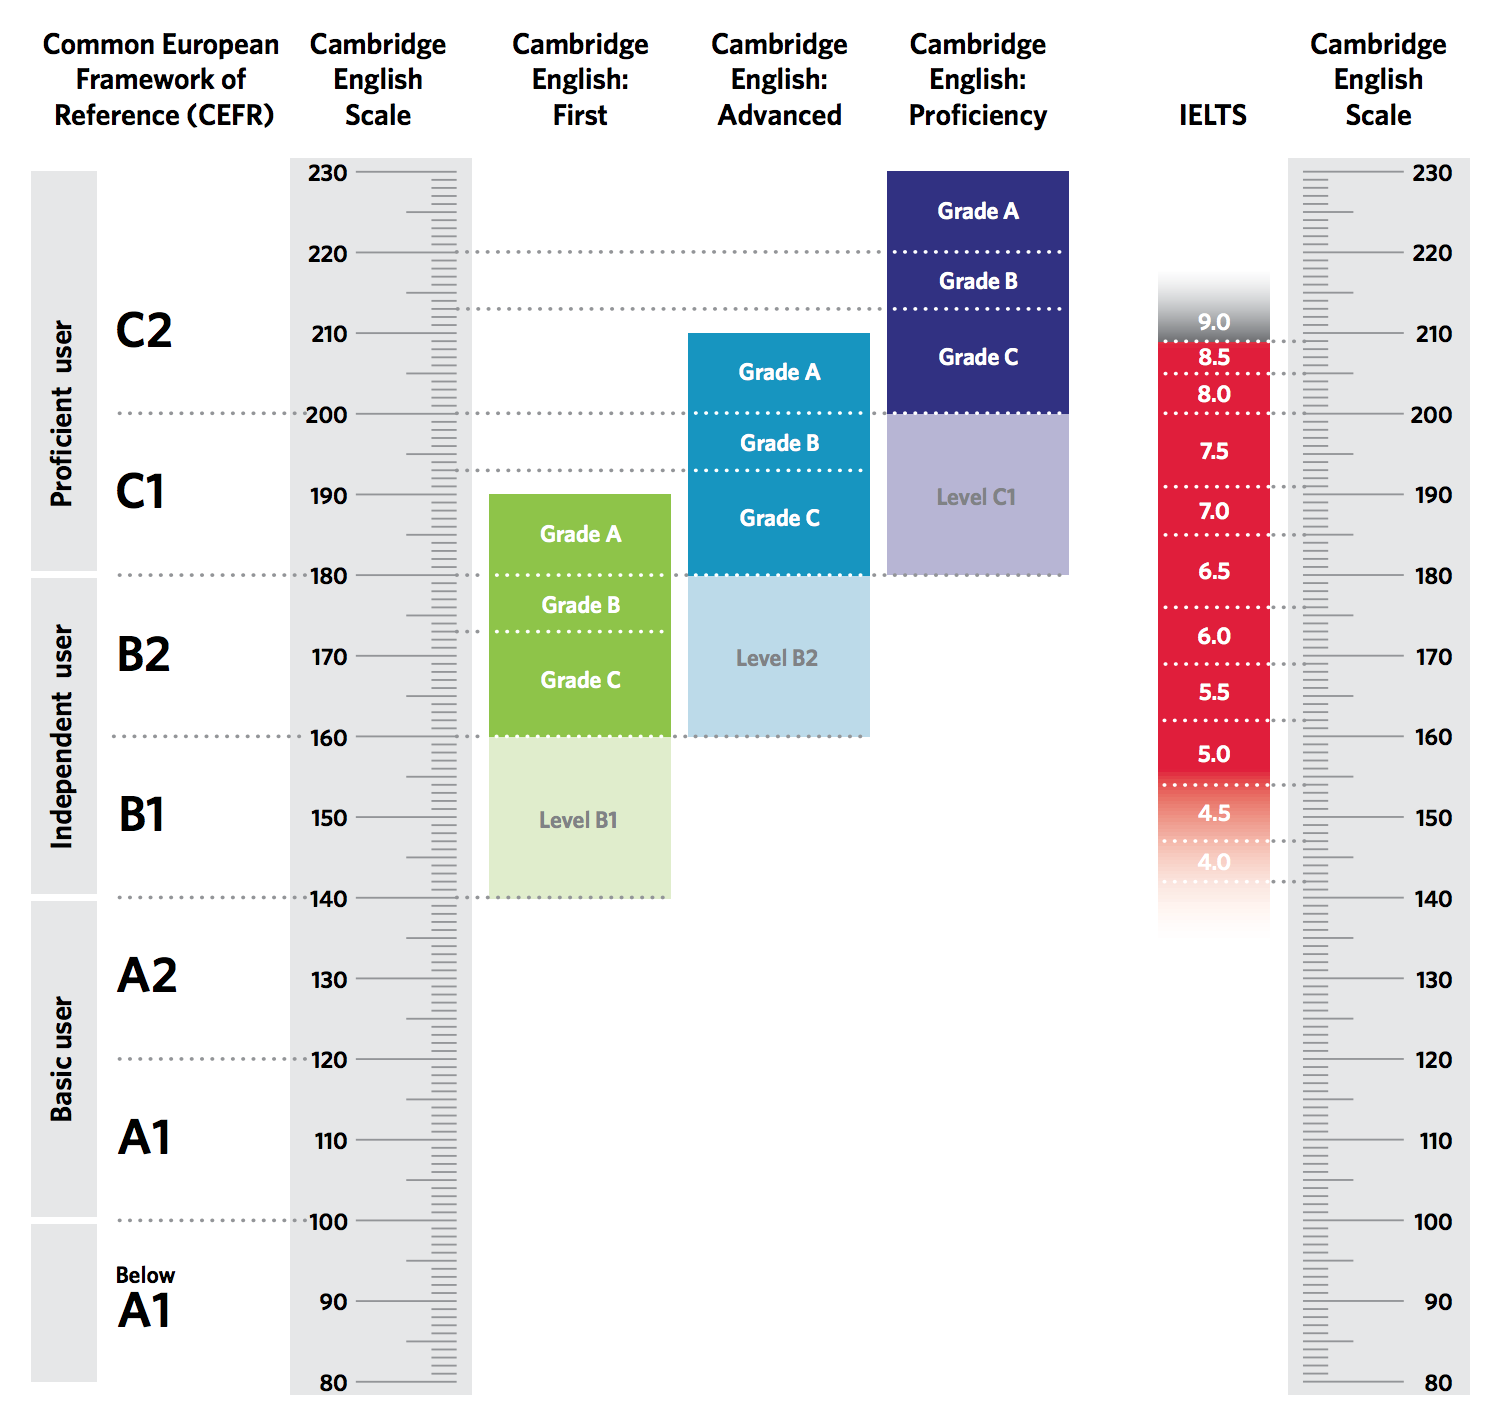 Common European
Framework of
Reference (CEFR)
Cambridge
English
Scale
Cambridge
English:
First
Cambridge
English:
Advanced
Cambridge
English:
Proficiency
IELTS
Cambridge
English
Scale
Proficient user
Independent user
Basic user
C2
C1
B2
B1
A2
A1
Below
A1
230
220
210
200
190
180
170
160
150
140
130
120
110
100
90
80
Grade A
Grade B
Grade C
Level B1
Grade A
Grade B
Grade C
Level B2
Grade A
Grade B
Grade C
Level C1
9.0
8.5
8.0
7.5
7.0
6.5
6.0
5.5
5.0
4.5
4.0
230
220
210
200
190
180
170
160
150
140
130
120
110
100
90
80